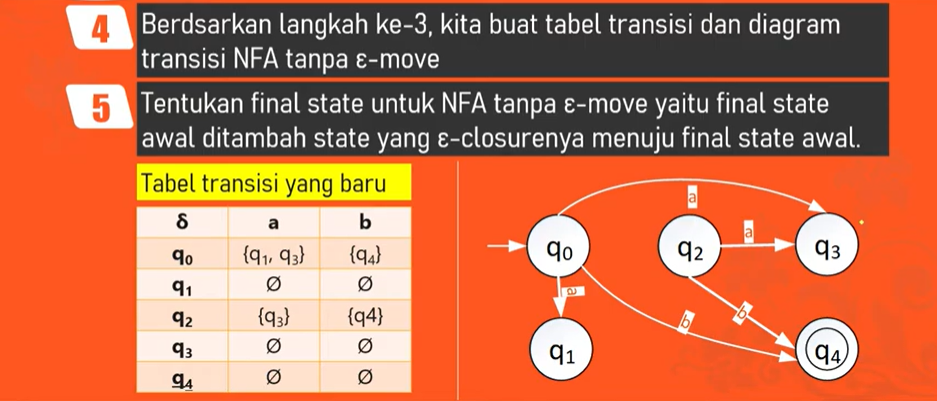 4 Berdsarkan langkah ke-3, kita buat tabel transisi dan diagram
transisi NFA tanpa ε-move
5 Tentukan final state untuk NFA tanpa ε-move yaitu final state
awal ditambah state yang ε-closurenya menuju final state awal.
Tabel transisi yang baru
δ a b
q₀ {q₁, q₃} {q₄}
q₁ Ø Ø
q₂ {q₃} {q4}
q₃ Ø Ø
q₄ Ø Ø
a
q₀ q₂ a q₃
a b b
q₁ q₄